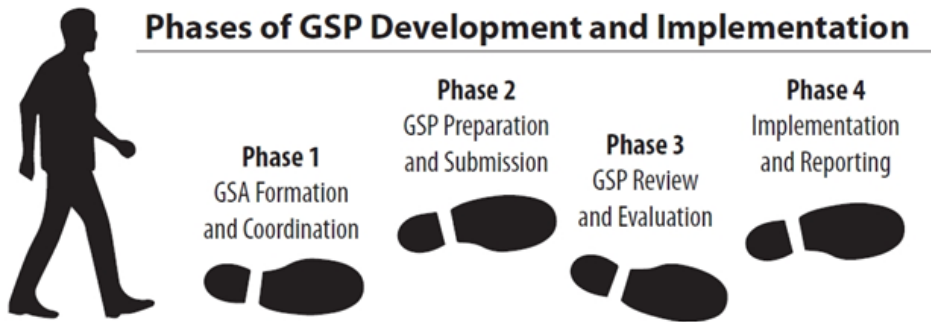 Phases of GSP Development and Implementation
Phase 1
GSA Formation
and Coordination
Phase 2
GSP Preparation
and Submission
Phase 3
GSP Review
and Evaluation
Phase 4
Implementation
and Reporting